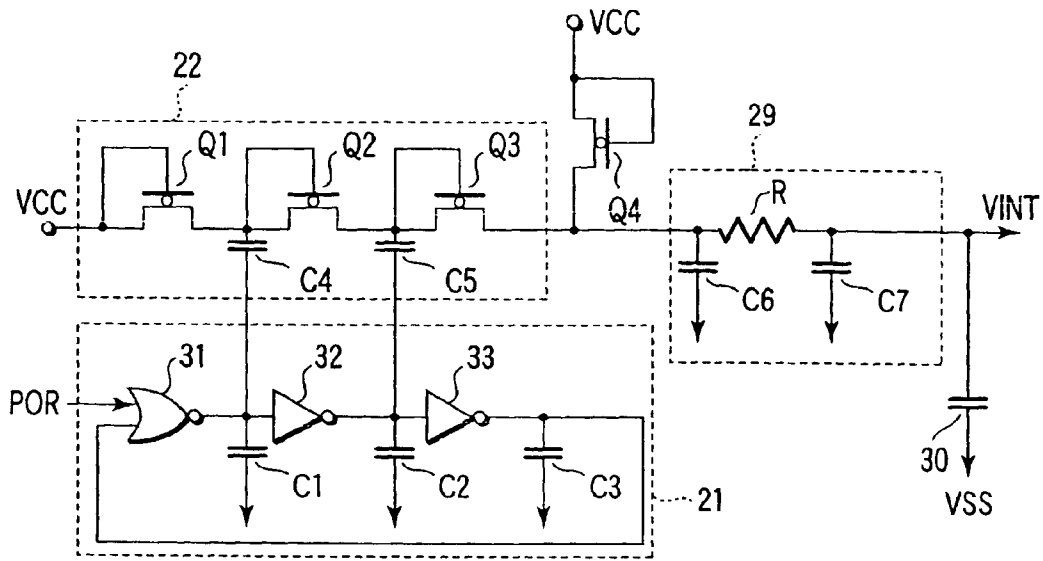 VCC
22
29
Q1
Q2
Q3
Q4
R
VCC
VINT
C4
C5
C6
C7
31
32
33
POR
30
C1
C2
C3
21
VSS